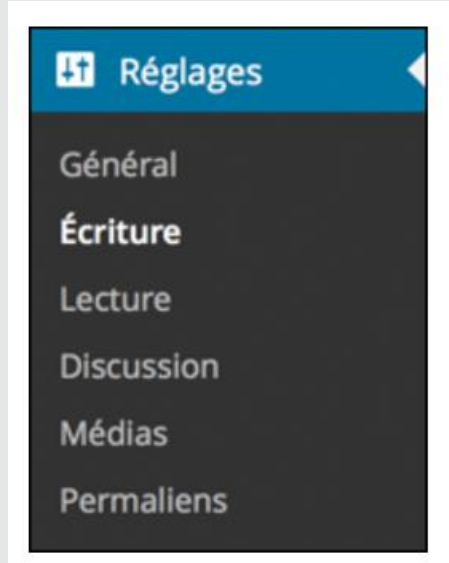 Réglages
Général
Écriture
Lecture
Discussion
Médias
Permaliens